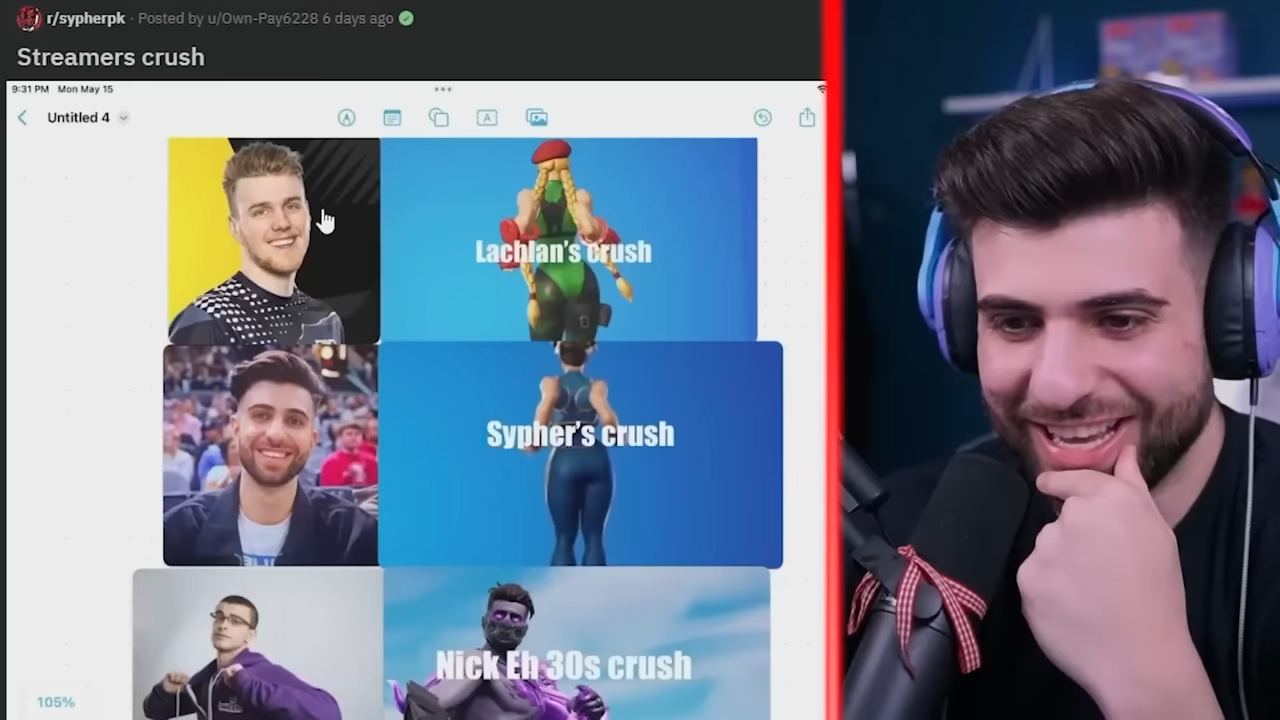 r/sypherpk · Posted by u/Own-Pay6228 6 days ago
Streamers crush
9:31 PM Mon May 15
Untitled 4
A
Lachlan's crush
Sypher's crush
Nick Eh 30s crush
105%